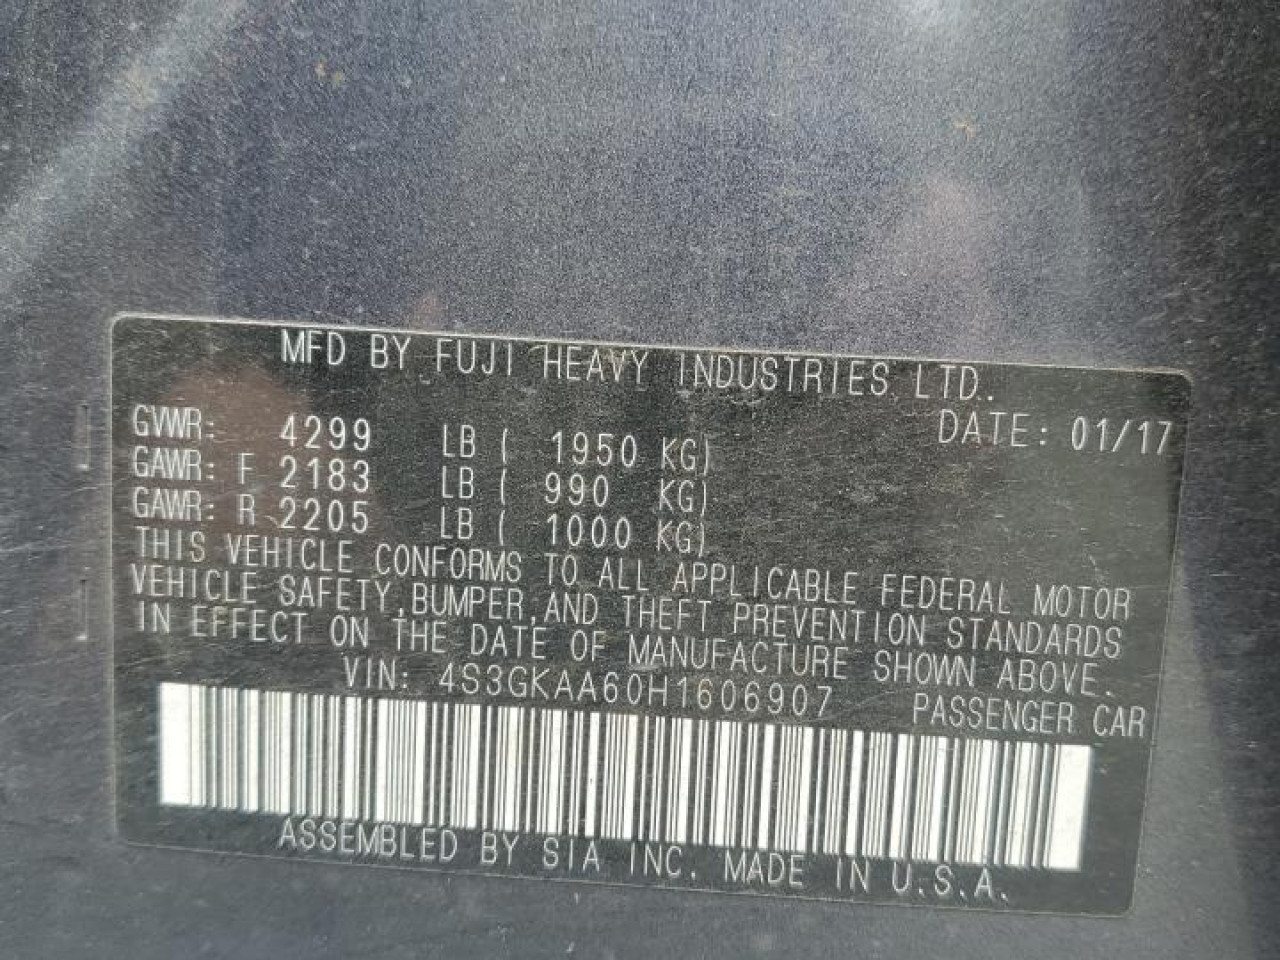 MFD BY FUJI HEAVY INDUSTRIES LTD.
DATE: 01/17
GVWR: 4299 LB ( 1950 KG)
GAWR: F 2183 LB ( 990 KG)
GAWR: R 2205 LB ( 1000 KG)
THIS VEHICLE CONFORMS TO ALL APPLICABLE FEDERAL MOTOR
VEHICLE SAFETY, BUMPER, AND THEFT PREVENTION STANDARDS
IN EFFECT ON THE DATE OF MANUFACTURE SHOWN ABOVE.
VIN: 4S3GKAA60H1606907 PASSENGER CAR
ASSEMBLED BY SIA INC. MADE IN U.S.A.